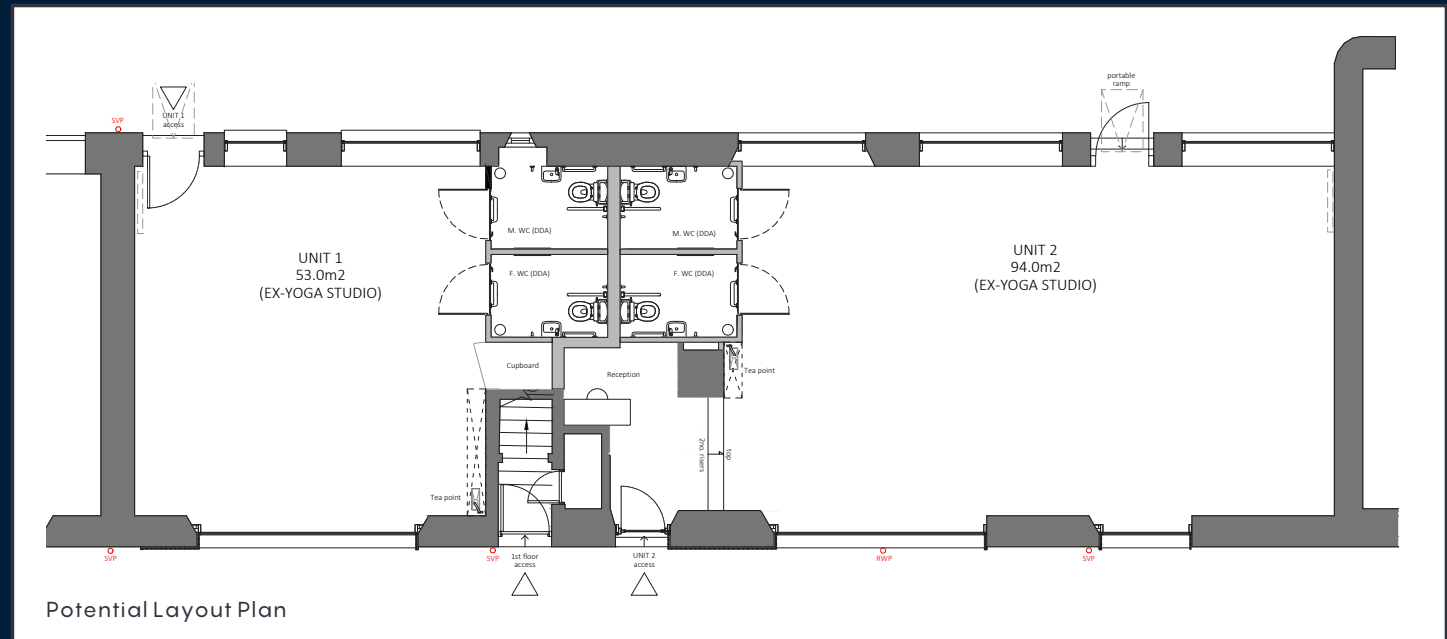 portable
ramp
SVP
UNIT 1
access
M. WC (DDA)
M. WC (DDA)
UNIT 1
53.0m2
(EX-YOGA STUDIO)
UNIT 2
94.0m2
(EX-YOGA STUDIO)
F. WC (DDA)
F. WC (DDA)
Cupboard
Reception
Tea point
2no. risers
top
Tea point
SVP
SVP
1st floor
access
UNIT 2
access
RWP
SVP
Potential Layout Plan